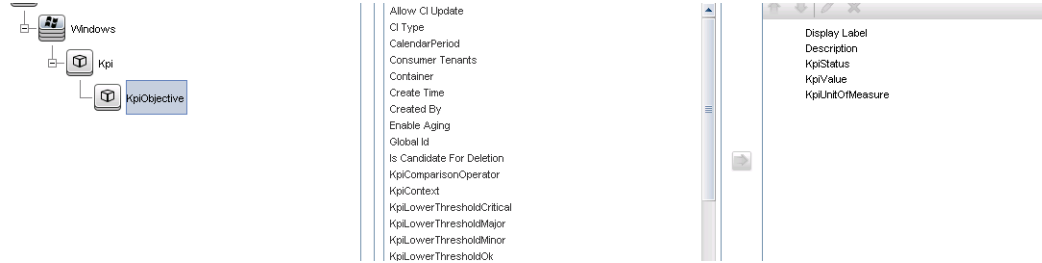 Windows
Kpi
KpiObjective
Allow CI Update
CI Type
CalendarPeriod
Consumer Tenants
Container
Create Time
Created By
Enable Aging
Global Id
Is Candidate For Deletion
KpiComparisonOperator
KpiContext
KpiLowerThresholdCritical
KpiLowerThresholdMajor
KpiLowerThresholdMinor
KpiLowerThresholdOk
Display Label
Description
KpiStatus
KpiValue
KpiUnitOfMeasure